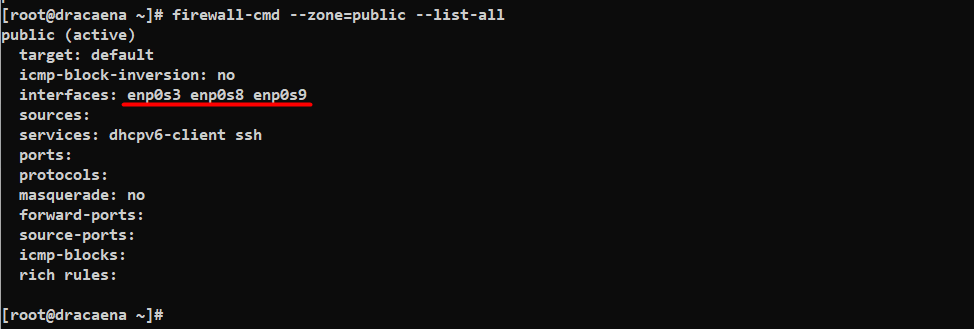 [root@dracaena ~]# firewall-cmd --zone=public --list-all
public (active)
  target: default
  icmp-block-inversion: no
  interfaces: enp0s3 enp0s8 enp0s9
  sources:
  services: dhcpv6-client ssh
  ports:
  protocols:
  masquerade: no
  forward-ports:
  source-ports:
  icmp-blocks:
  rich rules:
[root@dracaena ~]#